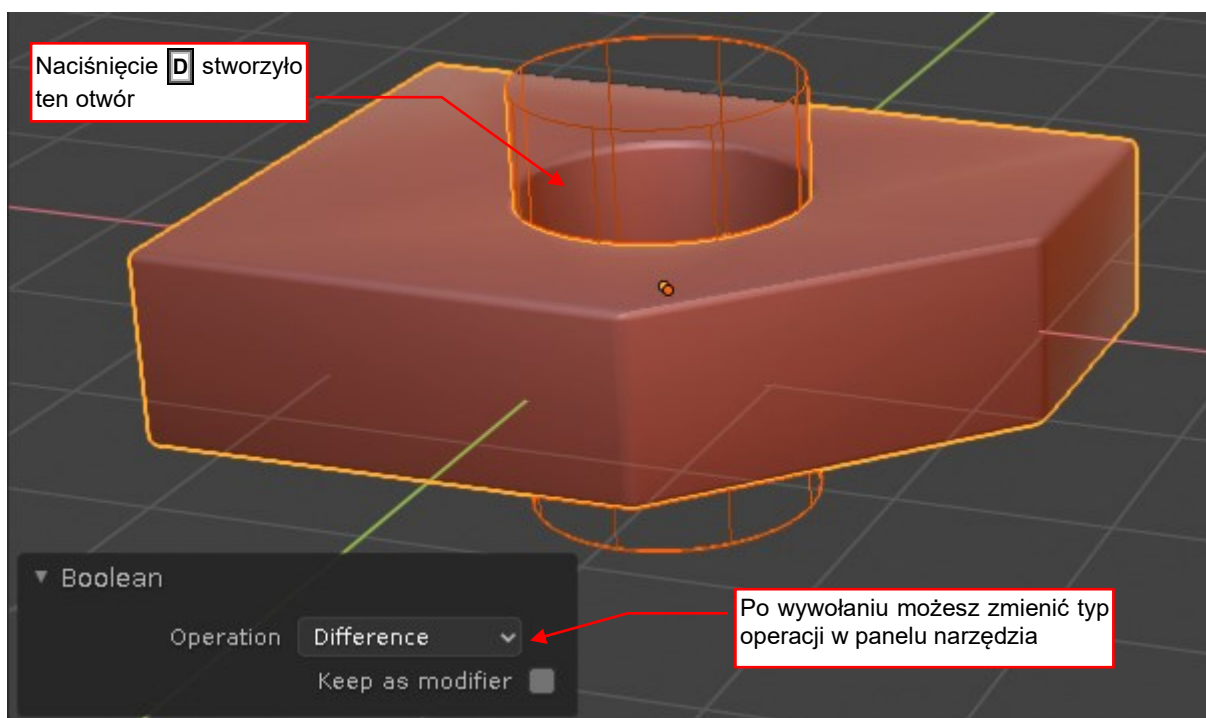 Naciśnięcie D stworzyło
ten otwór
Boolean
Operation Difference
Keep as modifier
Po wywołaniu możesz zmienić typ
operacji w panelu narzędzia